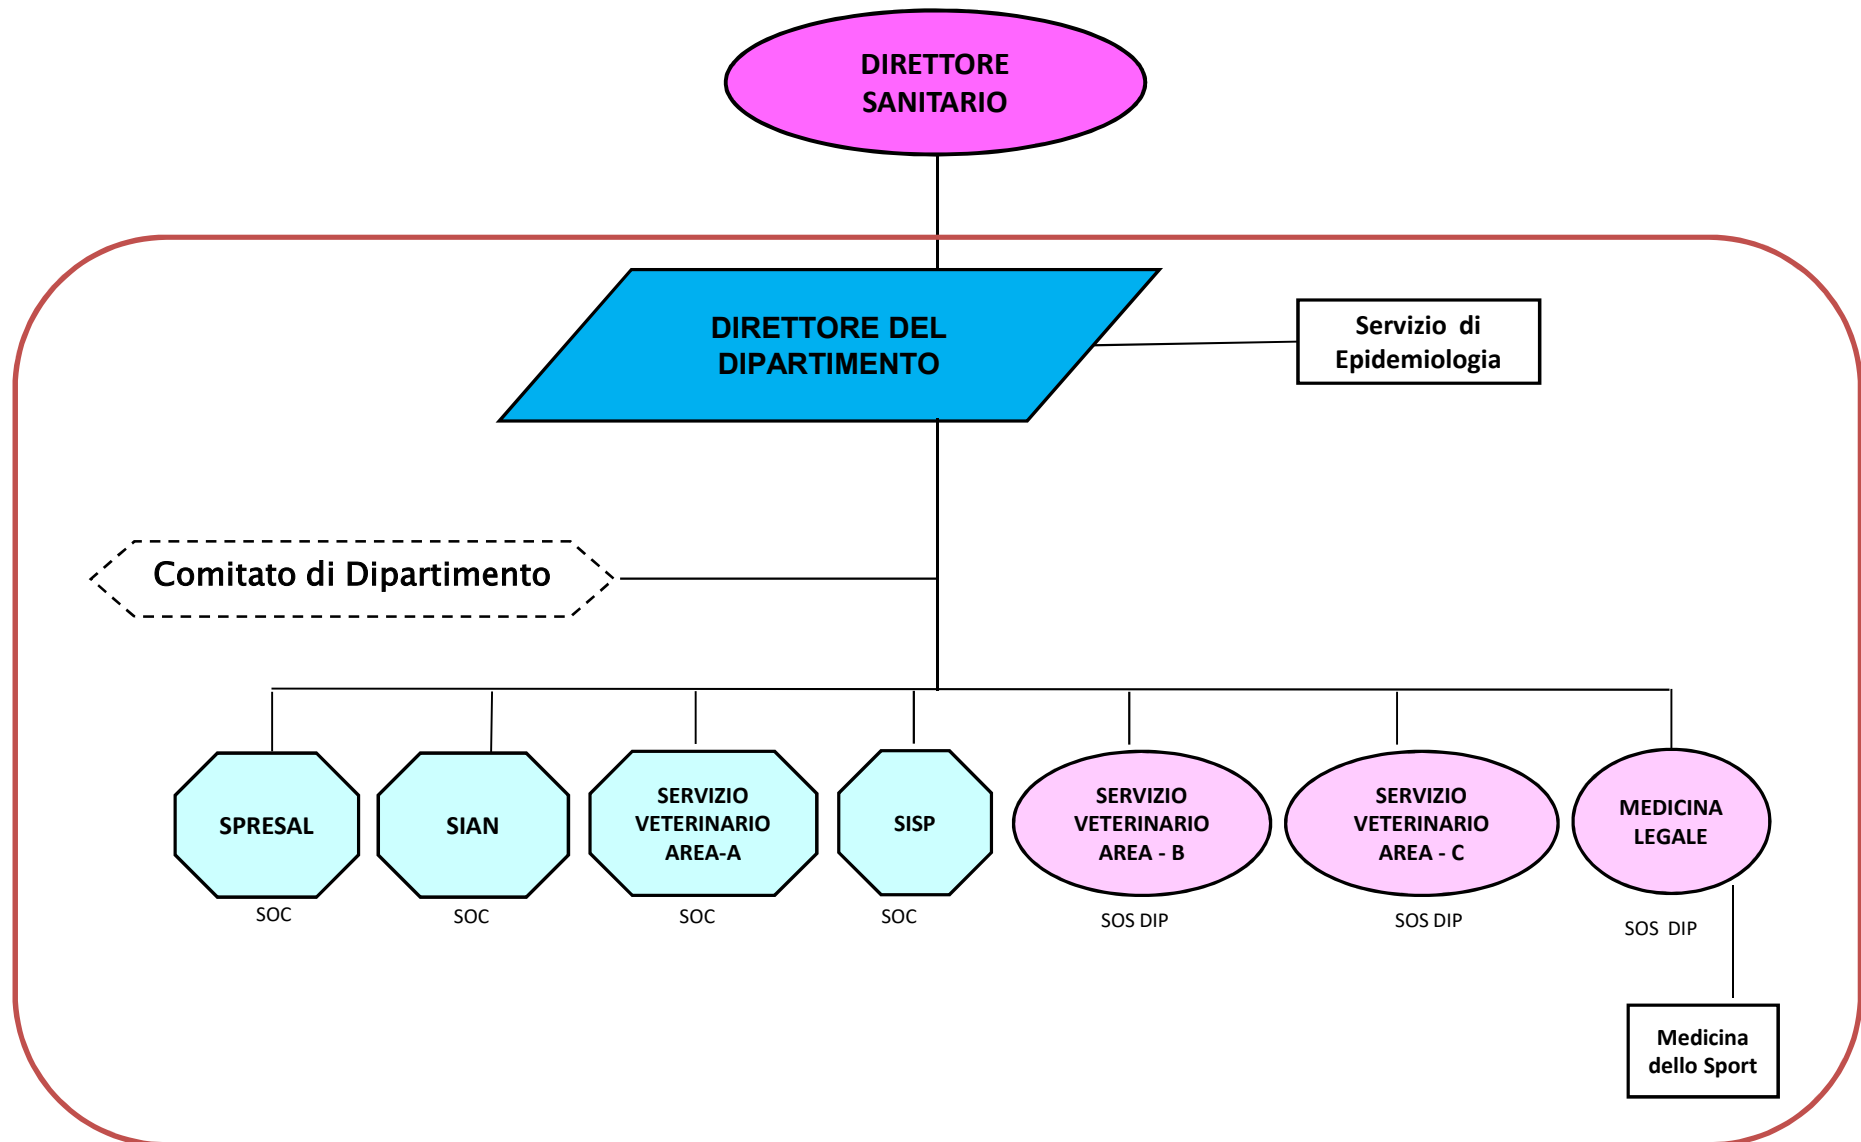 DIRETTORE
SANITARIO
DIRETTORE DEL
DIPARTIMENTO
Servizio di
Epidemiologia
Comitato di Dipartimento
SPRESAL
SOC
SIAN
SOC
SERVIZIO
VETERINARIO
AREA-A
SOC
SISP
SOC
SERVIZIO
VETERINARIO
AREA - B
SOS DIP
SERVIZIO
VETERINARIO
AREA - C
SOS DIP
MEDICINA
LEGALE
SOS DIP
Medicina
dello Sport